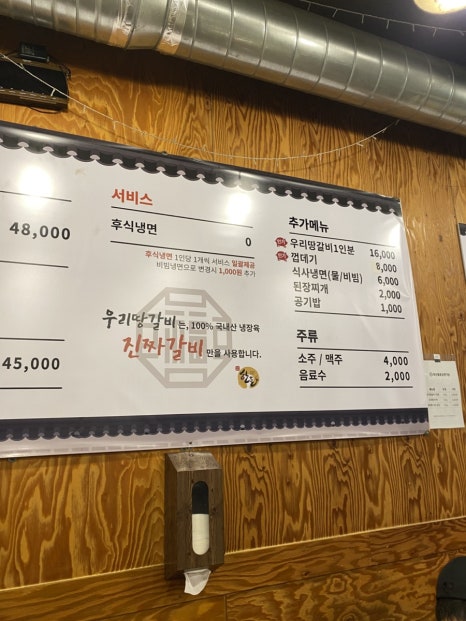 48,000
45,000
서비스
후식냉면 0
후식냉면 1인당 1개씩 서비스 일괄제공
비빔냉면으로 변경시 1,000원 추가
우리땅갈비는, 100% 국내산 냉장육
진짜갈비만을 사용합니다.
추가메뉴
우리땅갈비1인분 16,000
껍데기 8,000
식사냉면(물/비빔) 6,000
된장찌개 2,000
공기밥 1,000
주류
소주 / 맥주 4,000
음료수 2,000